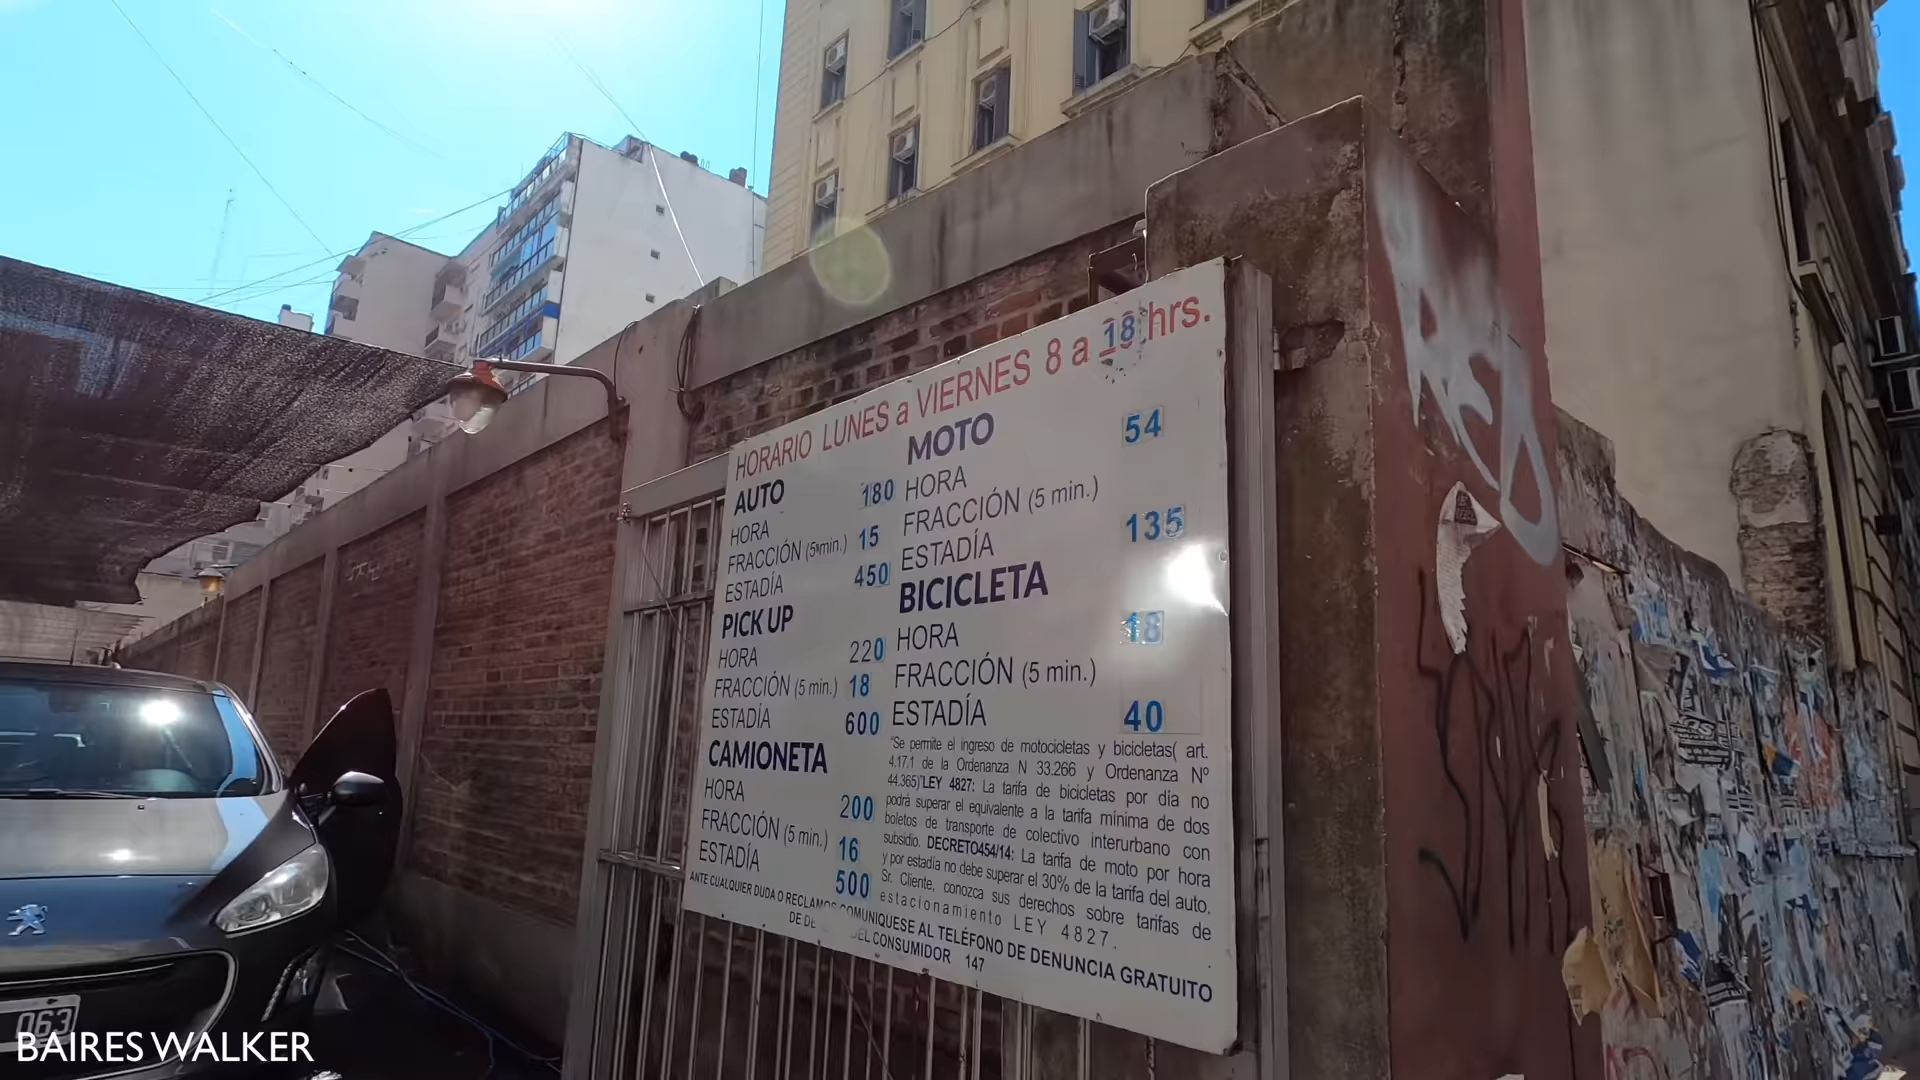 HORARIO LUNES a VIERNES 8 a 18 hrs.
AUTO
HORA 180
FRACCIÓN (5 min.) 15
ESTADÍA 450
PICK UP
HORA 220
FRACCIÓN (5 min.) 18
ESTADÍA 600
CAMIONETA
HORA 200
FRACCIÓN (5 min.) 16
ESTADÍA 500
MOTO
HORA 54
FRACCIÓN (5 min.)
ESTADÍA 135
BICICLETA
HORA 18
FRACCIÓN (5 min.)
ESTADÍA 40
"Se permite el ingreso de motocicletas y bicicletas( art.
4.17.1 de la Ordenanza N 33.266 y Ordenanza Nº
44.365)"LEY 4827: La tarifa de bicicletas por día no
podrá superar el equivalente a la tarifa mínima de dos
boletos de transporte de colectivo interurbano con
subsidio. DECRETO454/14: La tarifa de moto por hora
y por estadía no debe superar el 30% de la tarifa del auto.
Sr. Cliente, conozca sus derechos sobre tarifas de
estacionamiento LEY 4827.
ANTE CUALQUIER DUDA O RECLAMO COMUNIQUESE AL TELÉFONO DE DENUNCIA GRATUITO
DE DEL CONSUMIDOR 147
063
BAIRES WALKER